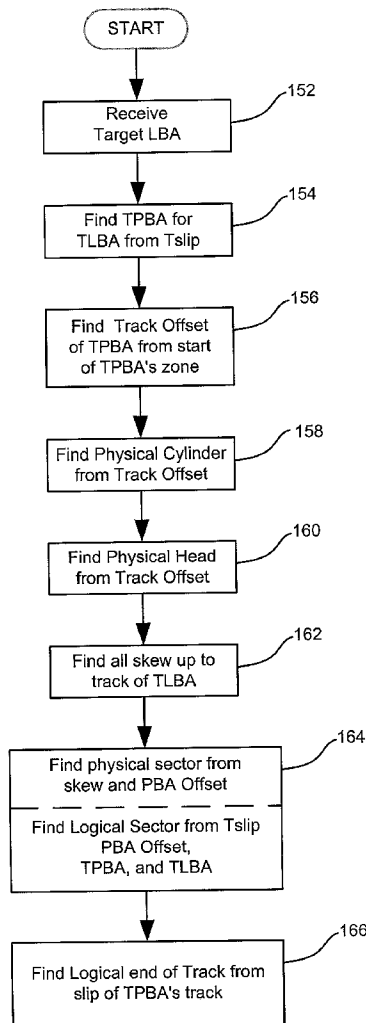 START
Receive
Target LBA
152
Find TPBA for
TLBA from Tslip
154
Find Track Offset
of TPBA from start
of TPBA's zone
156
Find Physical Cylinder
from Track Offset
158
Find Physical Head
from Track Offset
160
Find all skew up to
track of TLBA
162
Find physical sector from
skew and PBA Offset
164
Find Logical Sector from Tslip
PBA Offset,
TPBA, and TLBA
Find Logical end of Track from
slip of TPBA's track
166